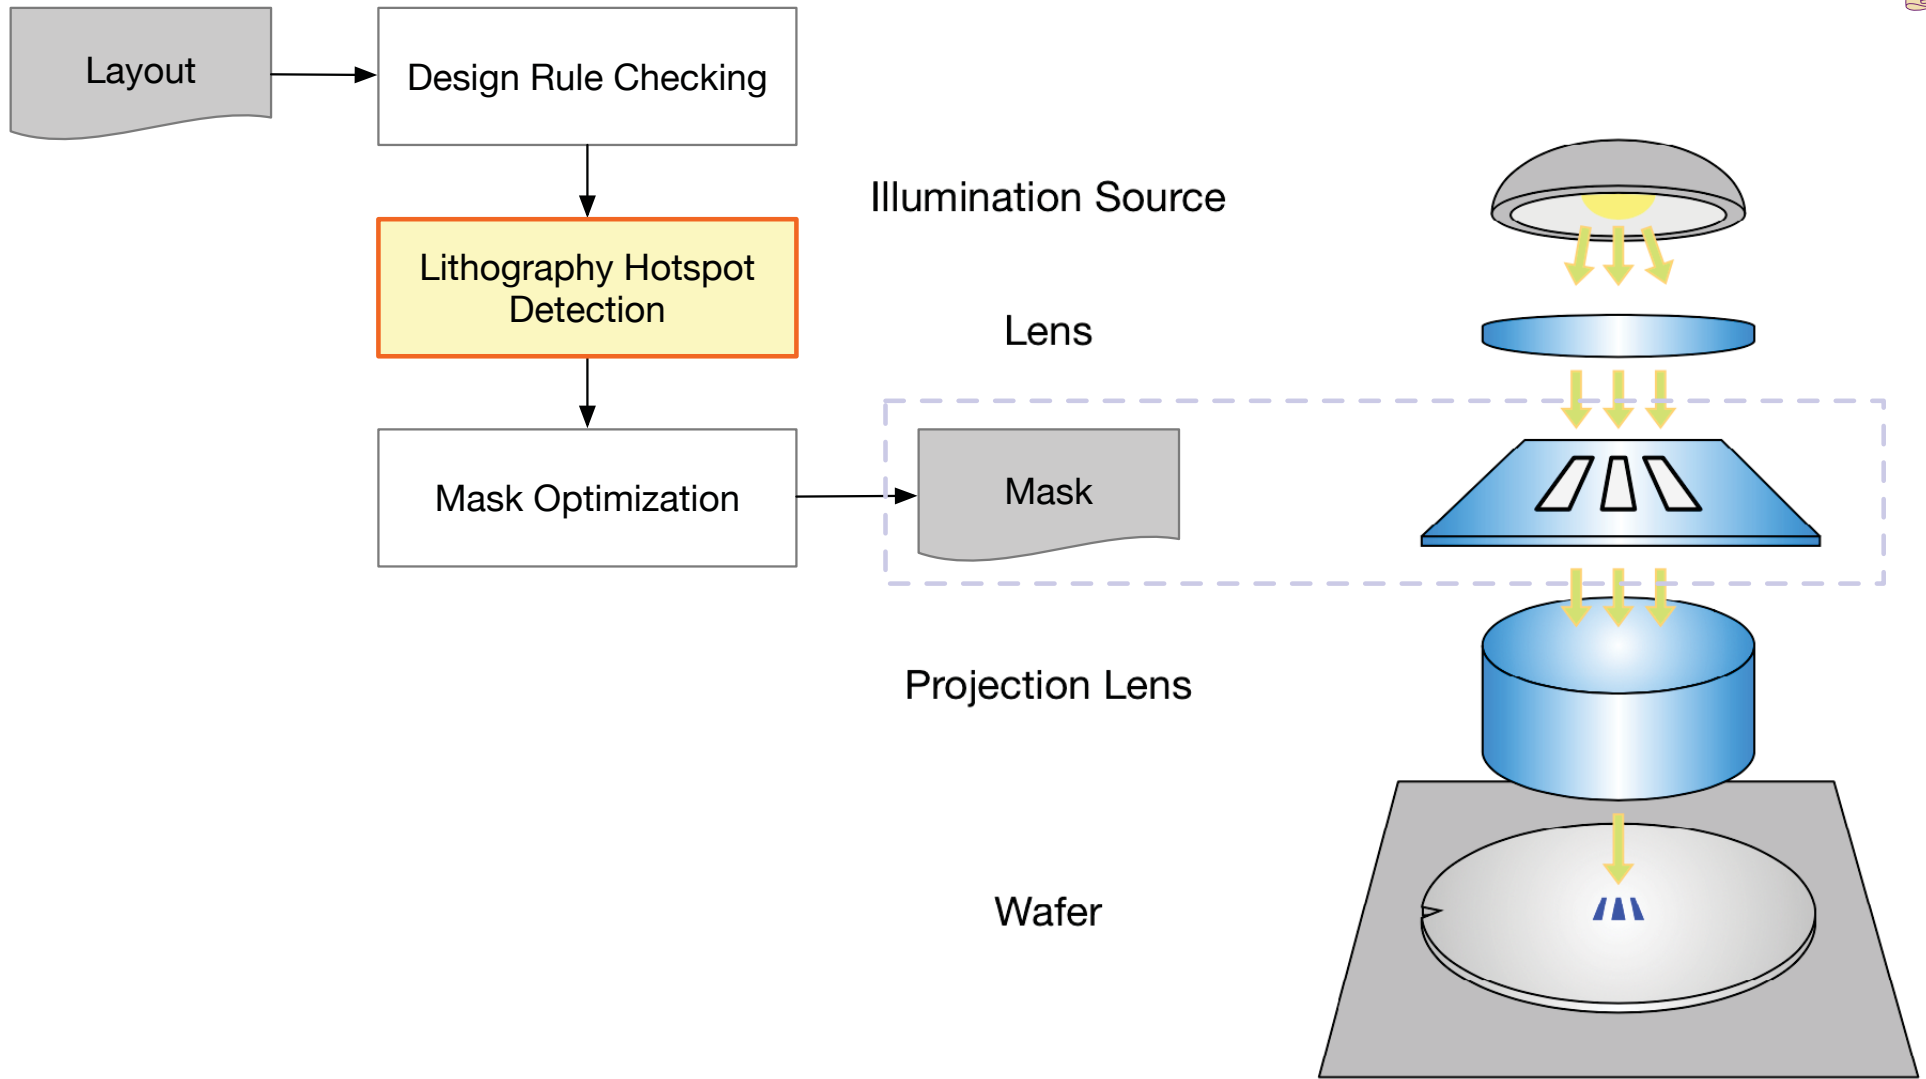 Layout
Design Rule Checking
Illumination Source
Lithography Hotspot
Detection
Lens
Mask Optimization
Mask
Projection Lens
Wafer